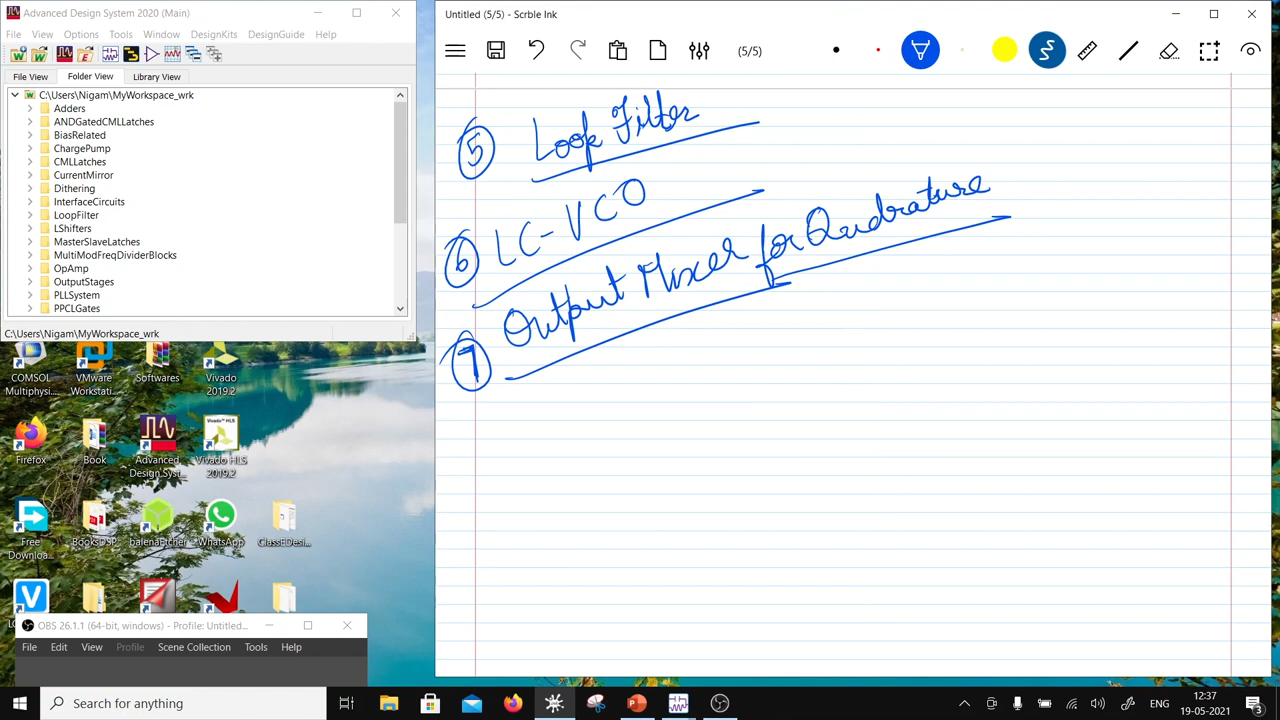 Advanced Design System 2020 (Main)
File View Options Tools Window DesignKits DesignGuide Help
File View Folder View Library View
C:\Users\Nigam\MyWorkspace_wrk
Adders
ANDGatedCMLLatches
BiasRelated
ChargePump
CMLLatches
CurrentMirror
Dithering
InterfaceCircuits
LoopFilter
LShifters
MasterSlaveLatches
MultiModFreqDividerBlocks
OpAmp
OutputStages
PLLSystem
PPCLGates
C:\Users\Nigam\MyWorkspace_wrk
COMSOL
Multiphysi....
VMware
Workstati...
Softwares
Vivado
2019.2
Firefox
Book
Advanced
Design Syst...
Vivado HLS
Vivado HLS
2019.2
Free
Downloa...
BooksDSP
balenaEtcher
WhatsApp
ClassEDesi...
OBS 26.1.1 (64-bit, windows) - Profile: Untitled...
File Edit View Profile Scene Collection Tools Help
Untitled (5/5) - Scrble Ink
(5/5)
5 Loop Filter
6 LC-VCO
7 Output Mixer for Quadrature
Search for anything
ENG
12:37
19-05-2021
3